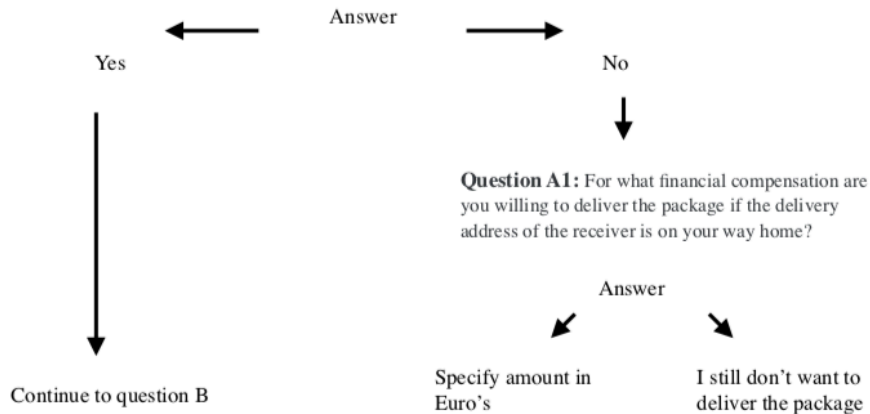 Answer
Yes
No
Question A1: For what financial compensation are
you willing to deliver the package if the delivery
address of the receiver is on your way home?
Answer
Continue to question B
Specify amount in
Euro's
I still don't want to
deliver the package